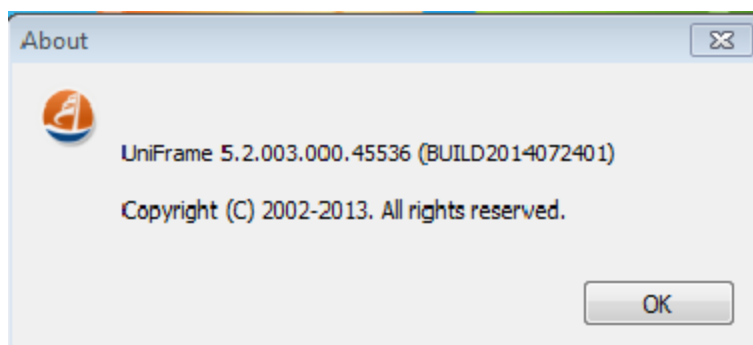 About
UniFrame 5.2.003.000.45536 (BUILD2014072401)
Copyright (C) 2002-2013. All rights reserved.
OK